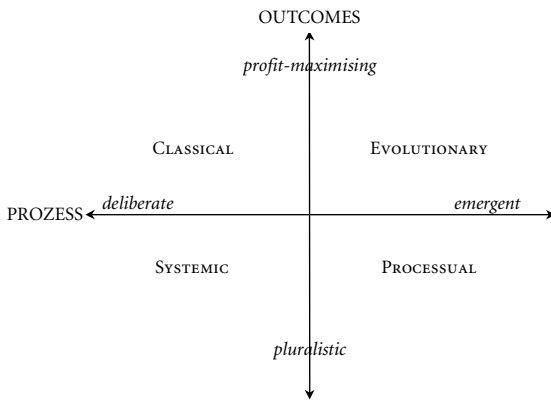 OUTCOMES
profit-maximising
CLASSICAL
EVOLUTIONARY
PROZESS
deliberate
emergent
SYSTEMIC
PROCESSUAL
pluralistic